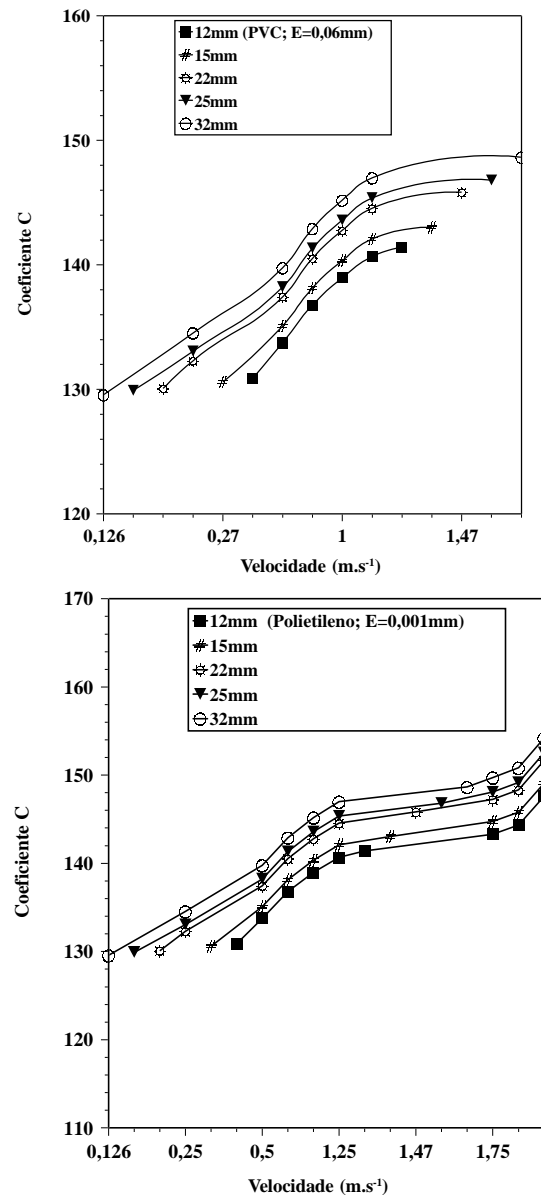 160
150
140
130
120
Coeficiente C
12mm (PVC; E=0,06mm)
15mm
22mm
25mm
32mm
0,126 0,27 1 1,47
Velocidade (m.s-1)
170
160
150
140
130
120
110
Coeficiente C
12mm (Polietileno; E=0,001mm)
15mm
22mm
25mm
32mm
0,126 0,25 0,5 1,25 1,47 1,75
Velocidade (m.s-1)